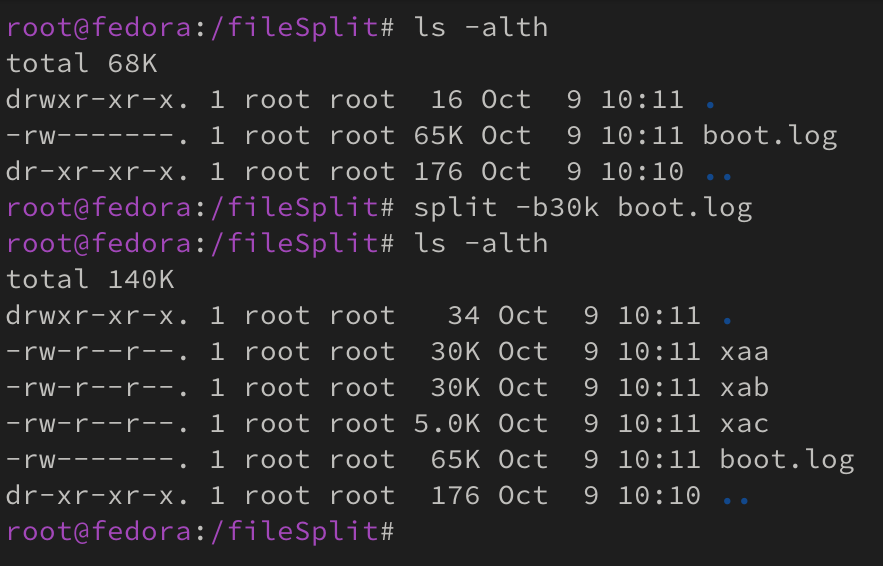 root@fedora:/fileSplit# ls -alth
total 68K
drwxr-xr-x. 1 root root  16 Oct  9 10:11 .
-rw-------. 1 root root 65K Oct  9 10:11 boot.log
dr-xr-xr-x. 1 root root 176 Oct  9 10:10 ..
root@fedora:/fileSplit# split -b30k boot.log
root@fedora:/fileSplit# ls -alth
total 140K
drwxr-xr-x. 1 root root   34 Oct  9 10:11 .
-rw-r--r--. 1 root root  30K Oct  9 10:11 xaa
-rw-r--r--. 1 root root  30K Oct  9 10:11 xab
-rw-r--r--. 1 root root 5.0K Oct  9 10:11 xac
-rw-------. 1 root root  65K Oct  9 10:11 boot.log
dr-xr-xr-x. 1 root root  176 Oct  9 10:10 ..
root@fedora:/fileSplit#